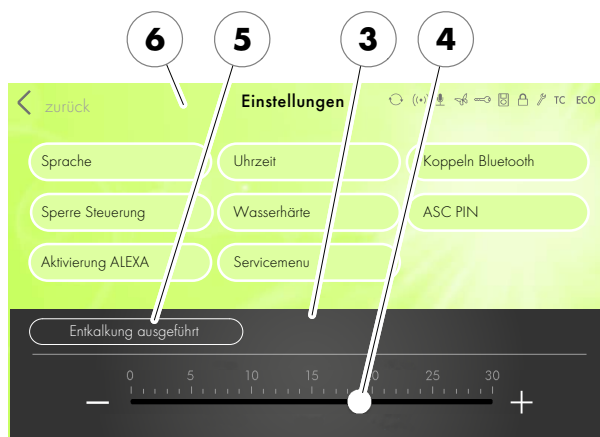 6 5 3 4
zurück Einstellungen TC ECO
Sprache Uhrzeit Koppeln Bluetooth
Sperre Steuerung Wasserhärte ASC PIN
Aktivierung ALEXA Servicemenu
Entkalkung ausgeführt
0 5 10 15 20 25 30